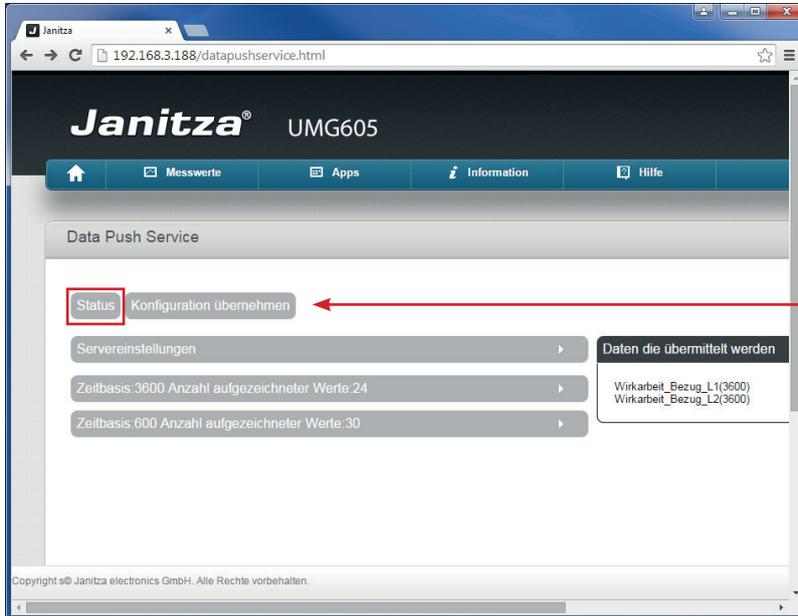 Janitza
192.168.3.188/datapushservice.html
Janitza® UMG605
Messwerte
Apps
Information
Hilfe
Data Push Service
Status
Konfiguration übernehmen
Servereinstellungen
Zeitbasis:3600 Anzahl aufgezeichneter Werte:24
Zeitbasis:600 Anzahl aufgezeichneter Werte:30
Daten die übermittelt werden
Wirkarbeit_Bezug_L1(3600)
Wirkarbeit_Bezug_L2(3600)
Copyright s© Janitza electronics GmbH. Alle Rechte vorbehalten.